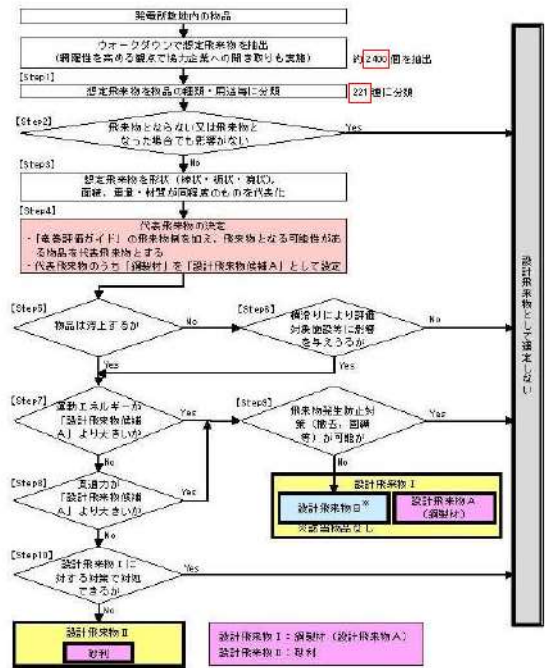 発電所敷地内の物品
ウォークダウンで想定飛来物を抽出
(網羅性を高める観点で協力企業への聞き取りも実施)
約2400個を抽出
[Step1]
想定飛来物を物品の種類・用途毎に分類
221種に分類
[Step2]
飛来物とならない又は飛来物と
なった場合でも影響がない
Yes
No
[Step3]
想定飛来物を形状(棒状・板状・塊状),
面積,重量・材質が同程度のものを代表化
[Step4]
代表飛来物の決定
・「竜巻評価ガイド」の飛来物例を加え,飛来物となる可能性がある
物品を代表飛来物とする
・代表飛来物のうち「鋼製材」を「設計飛来物候補A」として設定
[Step5]
物品は浮上するか
No
Yes
[Step6]
横滑りにより評価
対象施設等に影響
を与えうるか
No
Yes
[Step7]
運動エネルギーが
「設計飛来物候補
A」より大きいか
Yes
No
[Step8]
貫通力が
「設計飛来物候補
A」より大きいか
Yes
No
[Step9]
飛来物発生防止対
策(撤去,固縛
等)が可能か
Yes
No
設計飛来物Ⅰ
設計飛来物B※
設計飛来物A
(鋼製材)
※該当物品なし
[Step10]
設計飛来物Ⅰに
対する対策で対処
できるか
Yes
No
設計飛来物Ⅱ
砂利
設計飛来物Ⅰ:鋼製材(設計飛来物A)
設計飛来物Ⅱ:砂利
設計飛来物として選定しない